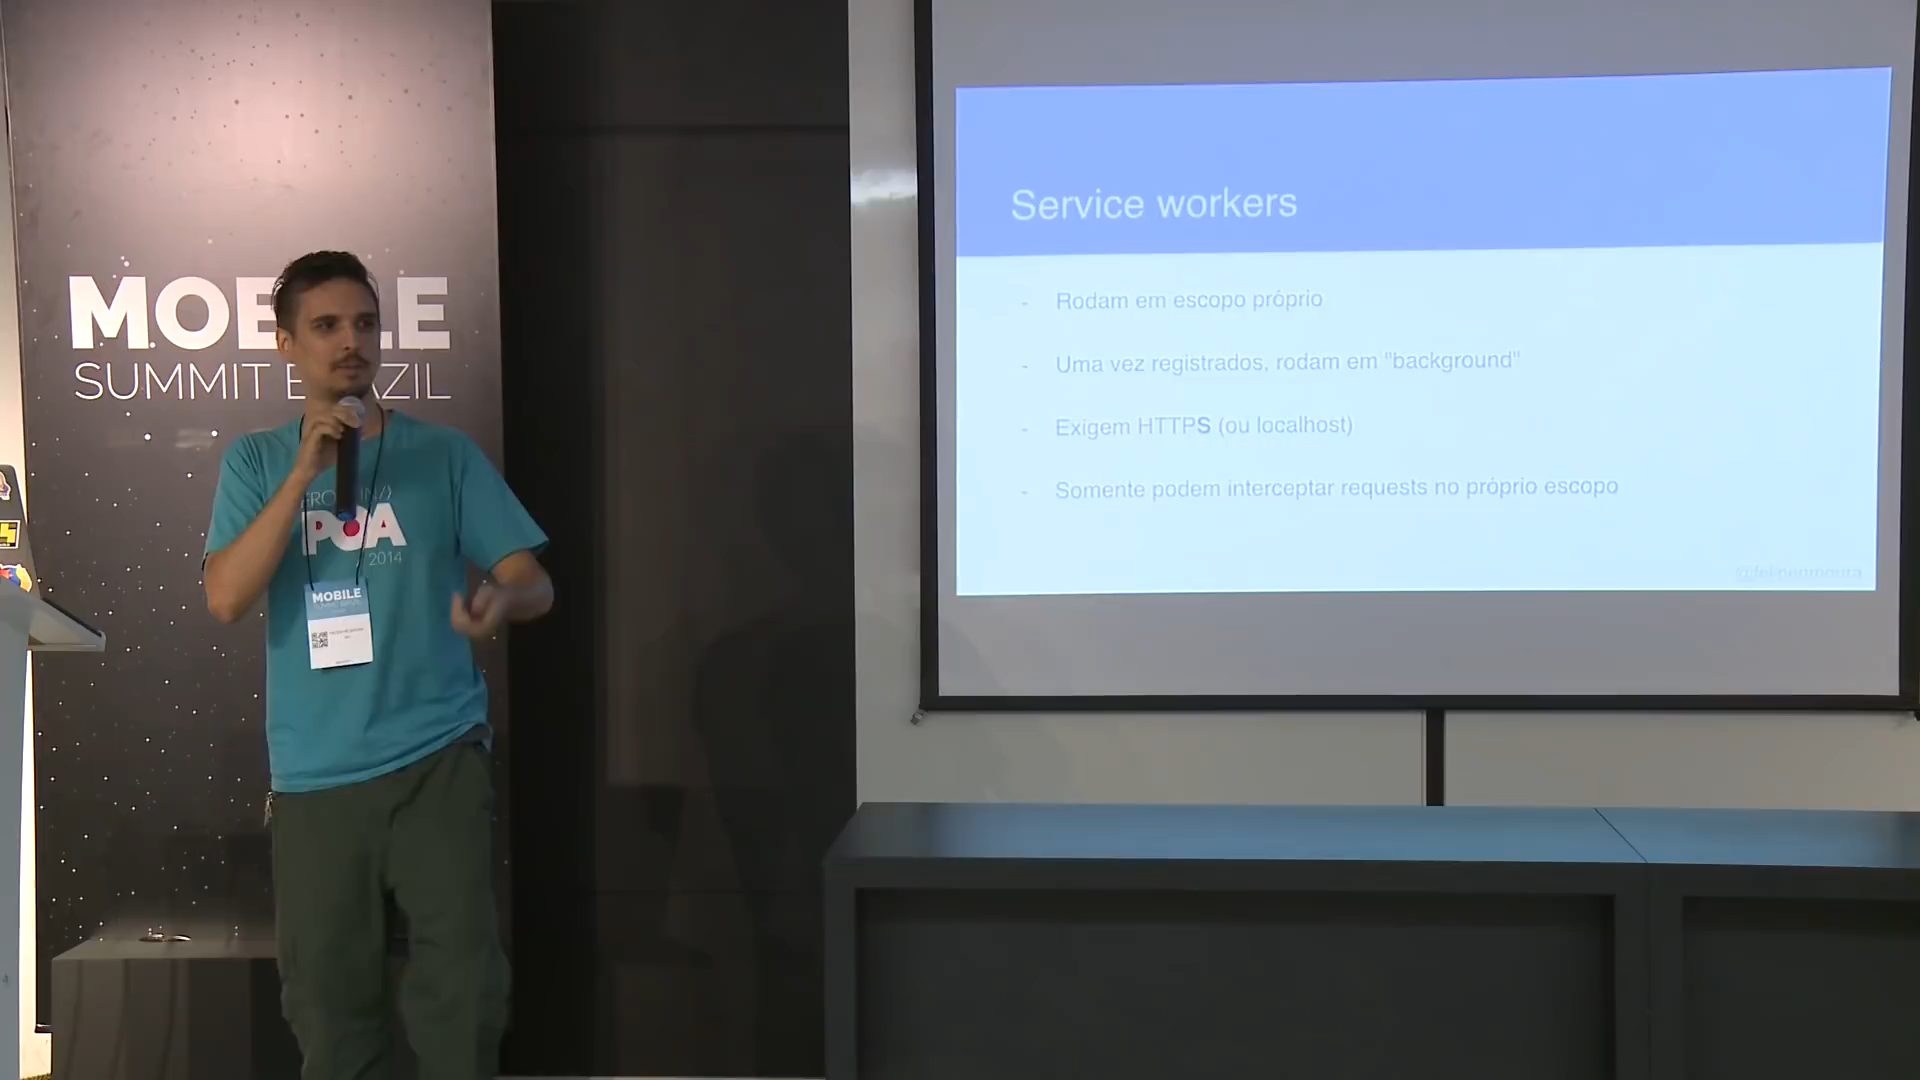 MOBILE
SUMMIT BRAZIL
POA
2014
MOBILE
Service workers
- Rodam em escopo próprio
- Uma vez registrados, rodam em "background"
- Exigem HTTPS (ou localhost)
- Somente podem interceptar requests no próprio escopo
@felipenmoura